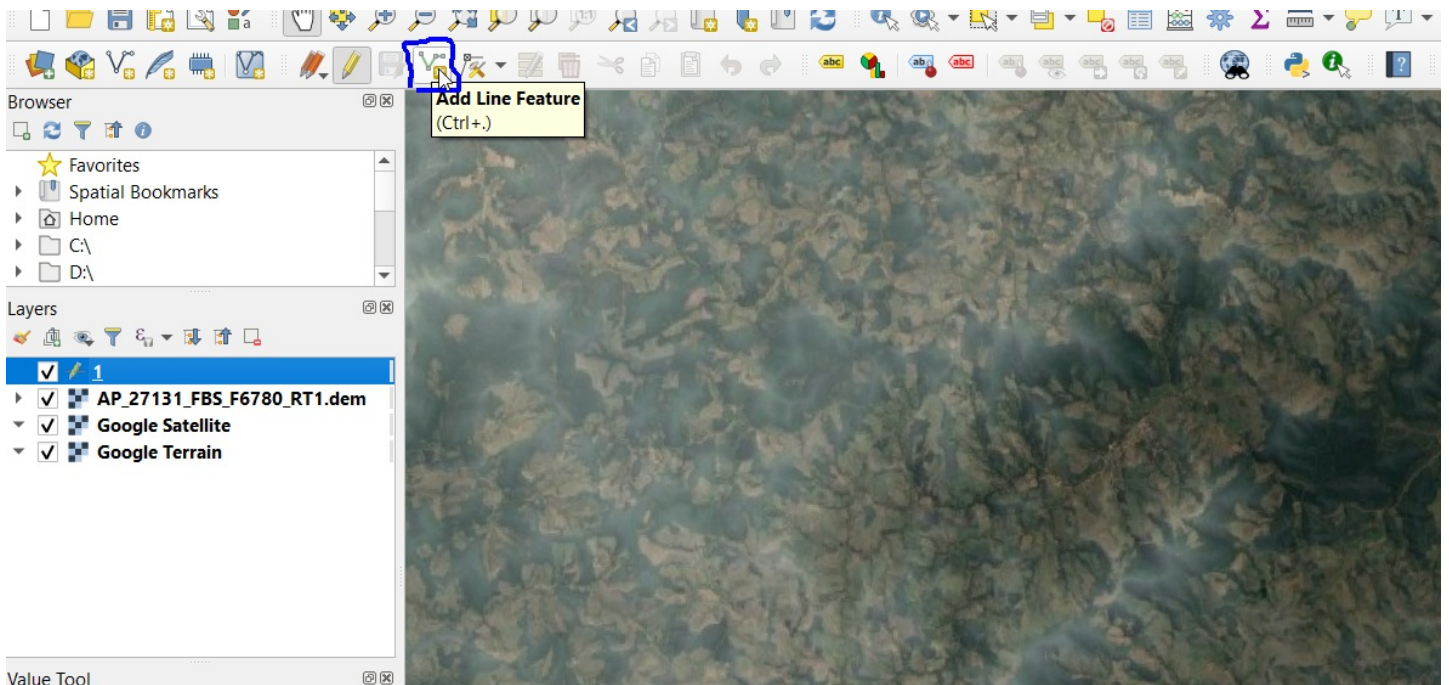 Add Line Feature
(Ctrl+.)
Browser
Favorites
Spatial Bookmarks
Home
C:\
D:\
Layers
1
AP_27131_FBS_F6780_RT1.dem
Google Satellite
Google Terrain
Value Tool